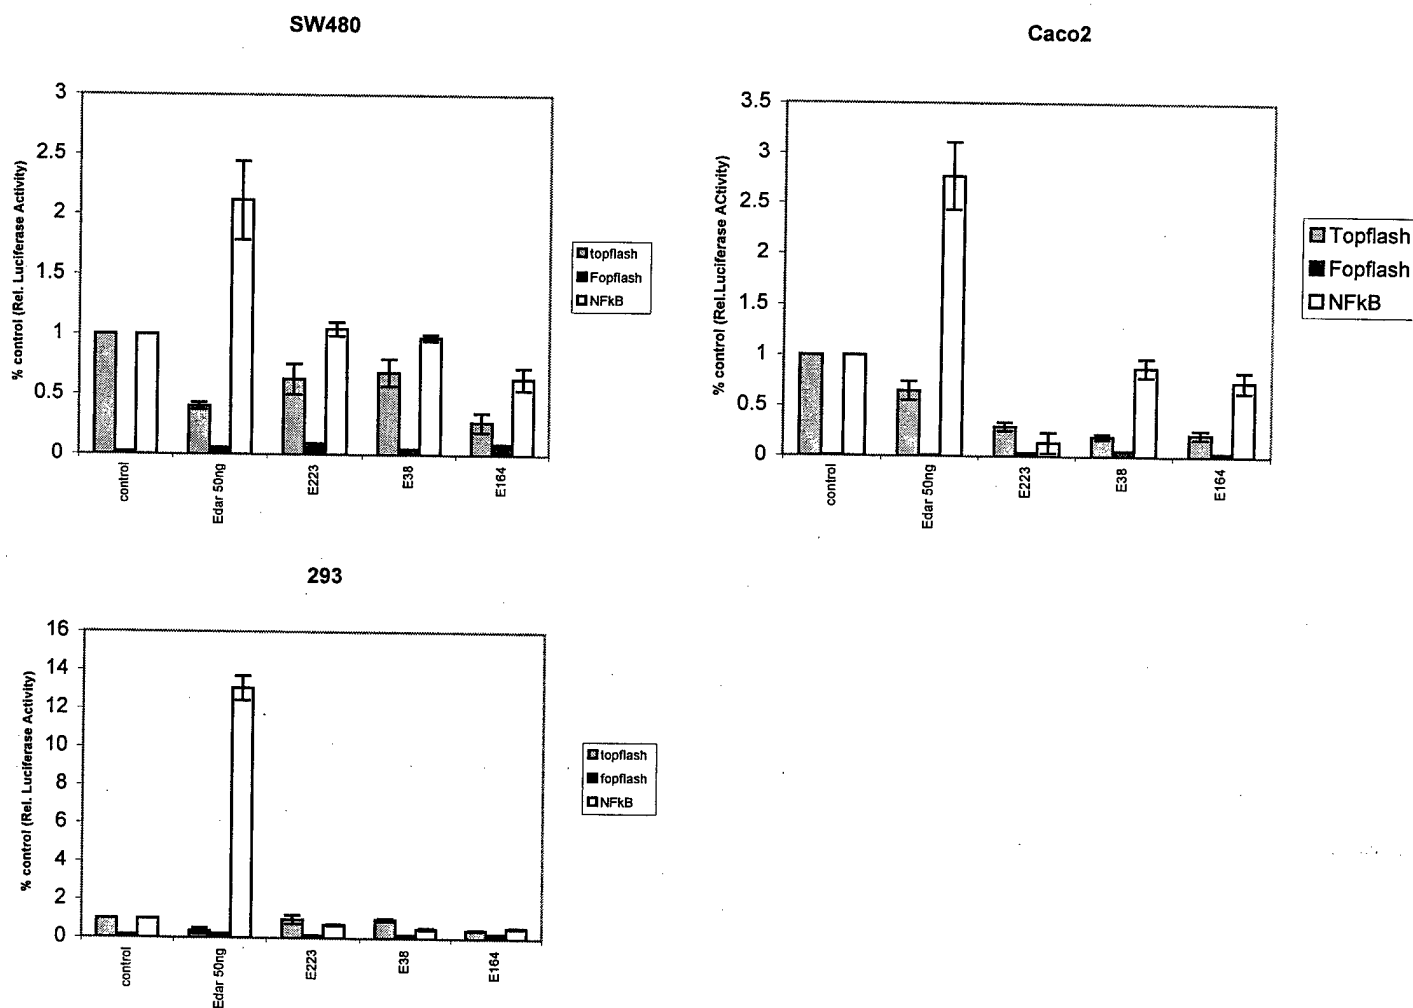 SW480
% control (Rel. Luciferase Activity)
3
2.5
2
1.5
1
0.5
0
control
Edar 50ng
E223
E38
E164
topflash
Fopflash
NFkB
Caco2
% control (Rel.Luciferase ACtivity)
3.5
3
2.5
2
1.5
1
0.5
0
control
Edar 50ng
E223
E38
E164
Topflash
Fopflash
NFkB
293
% control (Rel. Luciferase Activity)
16
14
12
10
8
6
4
2
0
control
Edar 50ng
E223
E38
E164
topflash
fopflash
NFkB